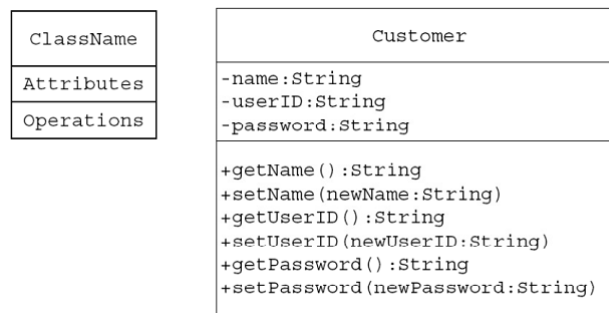 ClassName
Attributes
Operations
Customer
-name:String
-userID:String
-password:String
+getName():String
+setName(newName:String)
+getUserID():String
+setUserID(newUserID:String)
+getPassword():String
+setPassword(newPassword:String)